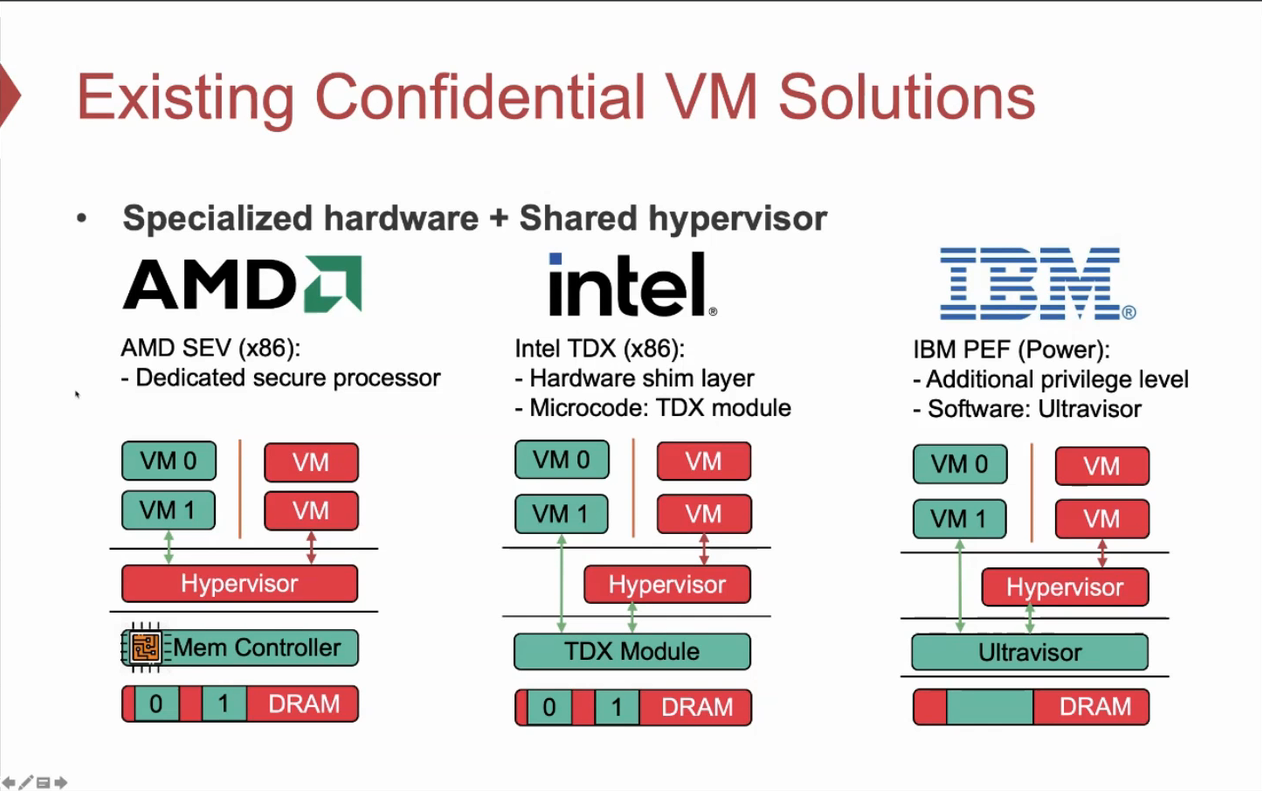 Existing Confidential VM Solutions
• Specialized hardware + Shared hypervisor
AMD
AMD SEV (x86):
- Dedicated secure processor
VM 0
VM
VM 1
VM
Hypervisor
Mem Controller
0
1
DRAM
intel®
Intel TDX (x86):
- Hardware shim layer
- Microcode: TDX module
VM 0
VM
VM 1
VM
Hypervisor
TDX Module
0
1
DRAM
IBM®
IBM PEF (Power):
- Additional privilege level
- Software: Ultravisor
VM 0
VM
VM 1
VM
Hypervisor
Ultravisor
DRAM